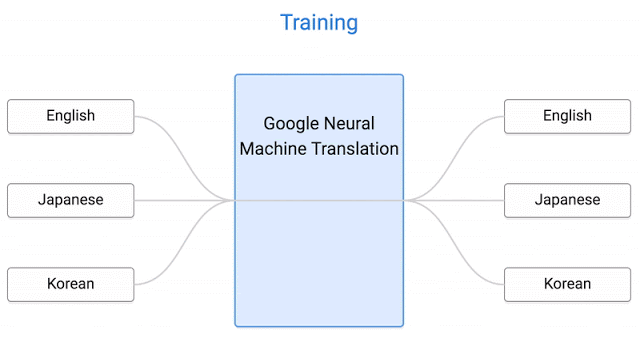 Training
English
Japanese
Korean
Google Neural
Machine Translation
English
Japanese
Korean